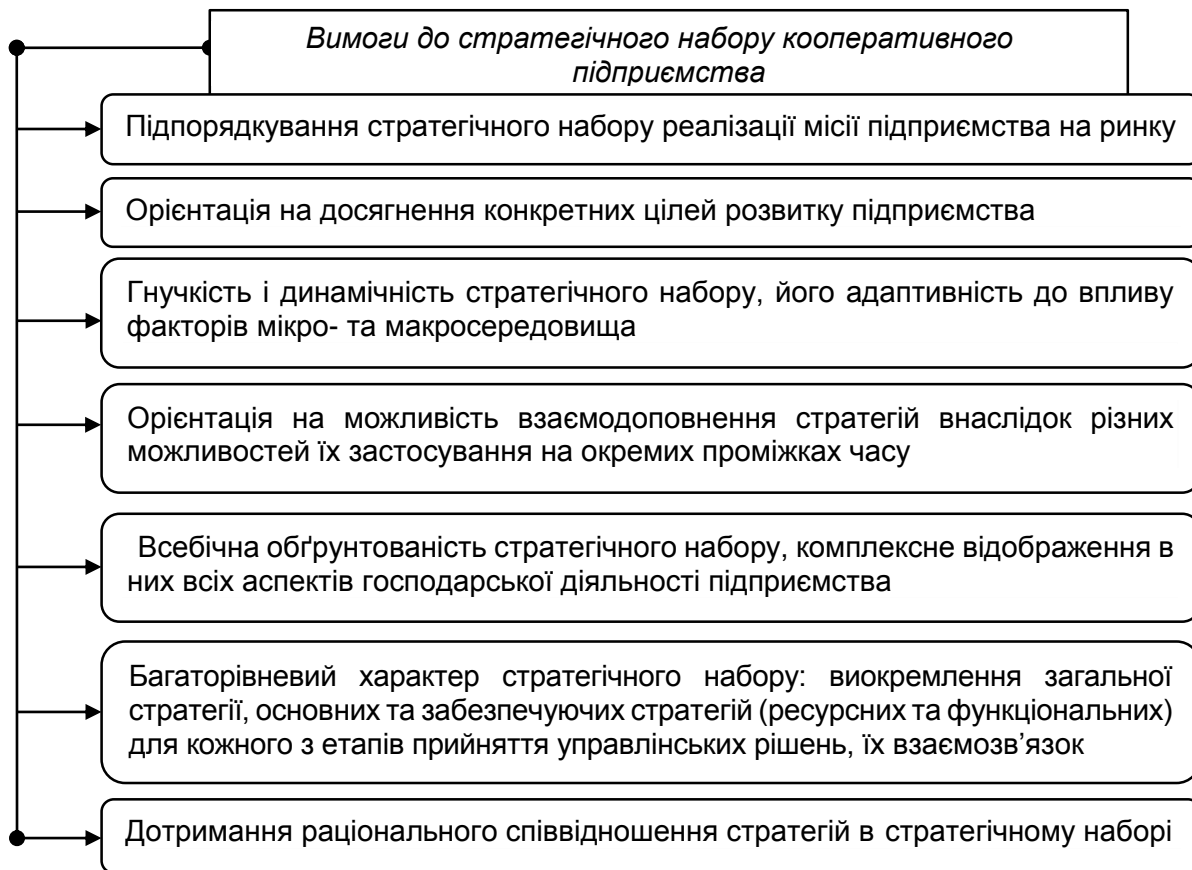 Вимоги до стратегічного набору кооперативного
підприємства
Підпорядкування стратегічного набору реалізації місії підприємства на ринку
Орієнтація на досягнення конкретних цілей розвитку підприємства
Гнучкість і динамічність стратегічного набору, його адаптивність до впливу
факторів мікро- та макросередовища
Орієнтація на можливість взаємодоповнення стратегій внаслідок різних
можливостей їх застосування на окремих проміжках часу
Всебічна обґрунтованість стратегічного набору, комплексне відображення в
них всіх аспектів господарської діяльності підприємства
Багаторівневий характер стратегічного набору: виокремлення загальної
стратегії, основних та забезпечуючих стратегій (ресурсних та функціональних)
для кожного з етапів прийняття управлінських рішень, їх взаємозв’язок
Дотримання раціонального співвідношення стратегій в стратегічному наборі